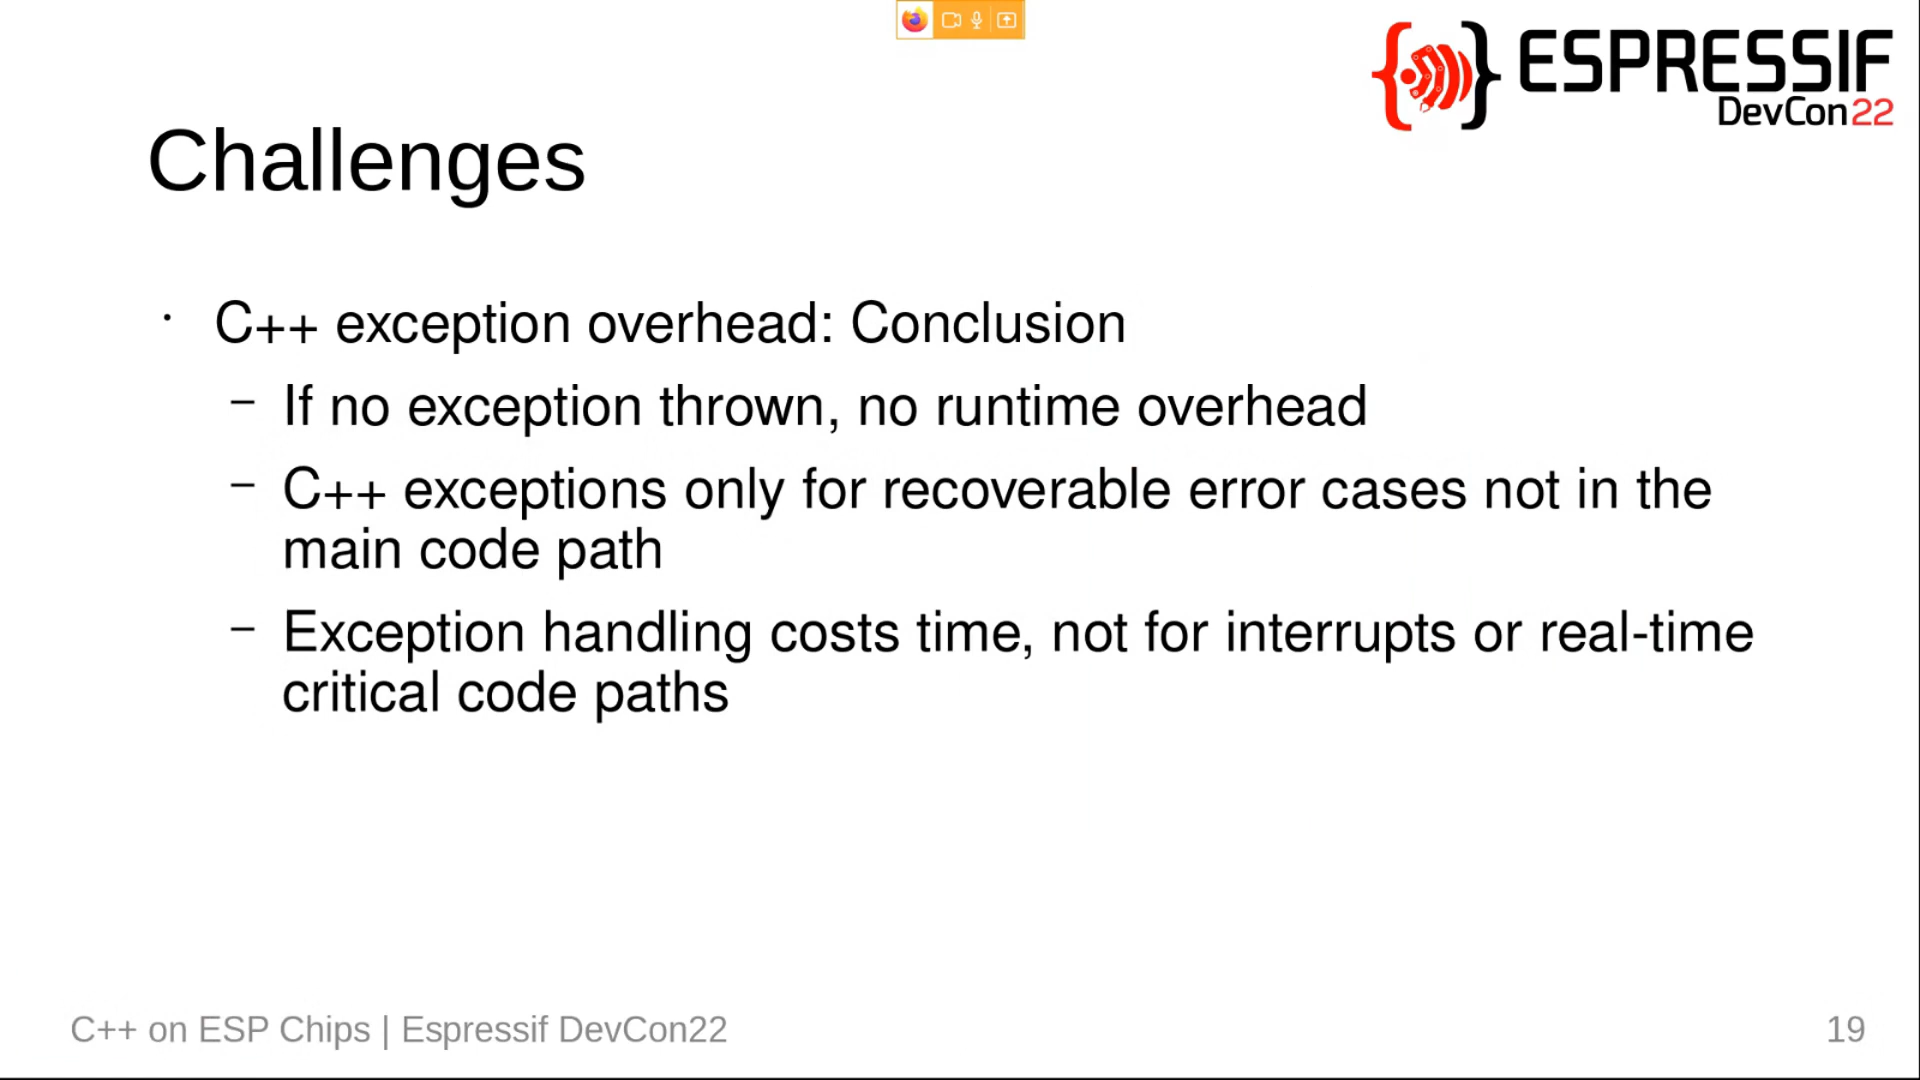 ESPRESSIF
DevCon22
Challenges
· C++ exception overhead: Conclusion
– If no exception thrown, no runtime overhead
– C++ exceptions only for recoverable error cases not in the
main code path
– Exception handling costs time, not for interrupts or real-time
critical code paths
C++ on ESP Chips | Espressif DevCon22
19